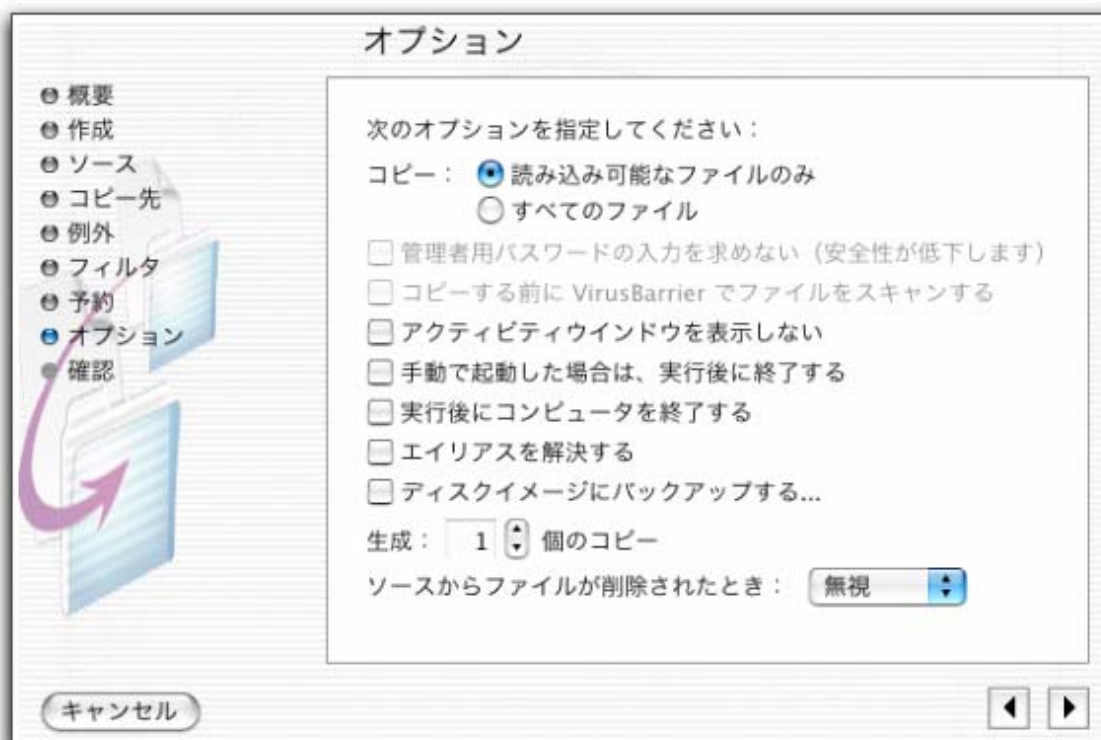 オプション
概要
作成
ソース
コピー先
例外
フィルタ
予約
オプション
確認
次のオプションを指定してください：
コピー： 読み込み可能なファイルのみ
すべてのファイル
管理者用パスワードの入力を求めない（安全性が低下します）
コピーする前に VirusBarrier でファイルをスキャンする
アクティビティウインドウを表示しない
手動で起動した場合は、実行後に終了する
実行後にコンピュータを終了する
エイリアスを解決する
ディスクイメージにバックアップする...
生成： 1 個のコピー
ソースからファイルが削除されたとき： 無視
キャンセル